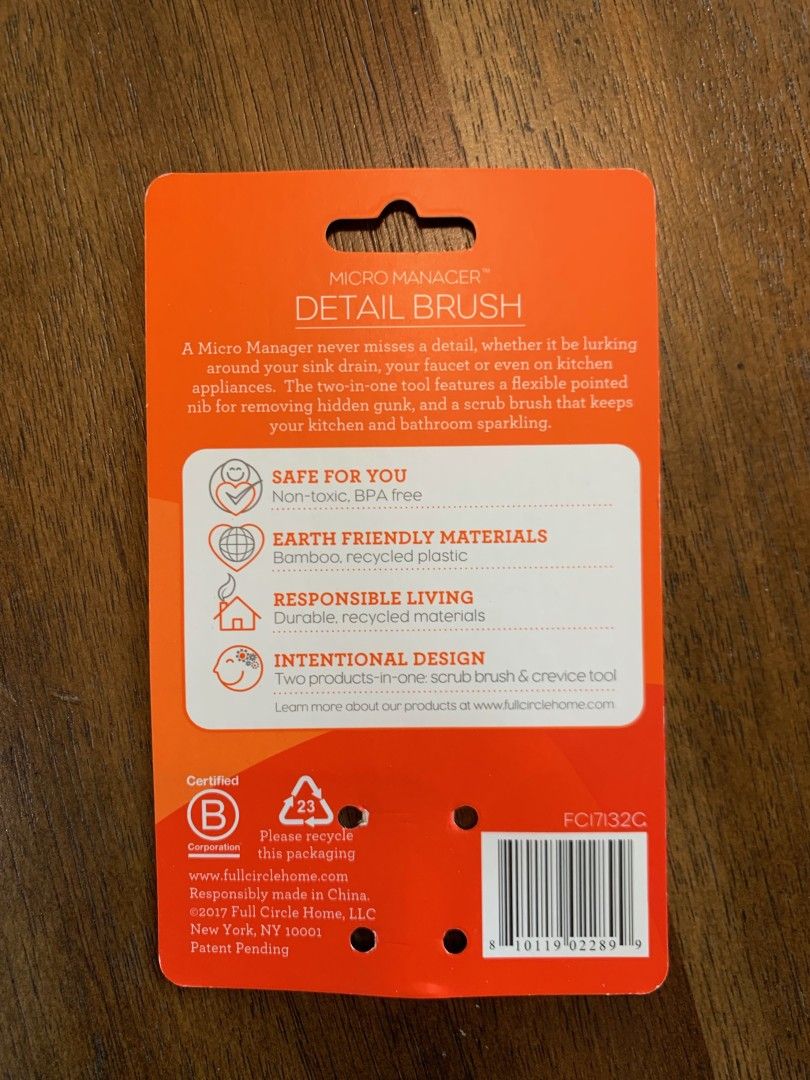 MICRO MANAGER™
DETAIL BRUSH
A Micro Manager never misses a detail, whether it be lurking
around your sink drain, your faucet or even on kitchen
appliances. The two-in-one tool features a flexible pointed
nib for removing hidden gunk, and a scrub brush that keeps
your kitchen and bathroom sparkling.
SAFE FOR YOU
Non-toxic, BPA free
EARTH FRIENDLY MATERIALS
Bamboo, recycled plastic
RESPONSIBLE LIVING
Durable, recycled materials
INTENTIONAL DESIGN
Two products-in-one: scrub brush & crevice tool
Learn more about our products at www.fullcirclehome.com
Certified
B
Corporation
23
Please recycle
this packaging
www.fullcirclehome.com
Responsibly made in China.
©2017 Full Circle Home, LLC
New York, NY 10001
Patent Pending
FC17132C
8 10119 02289 9